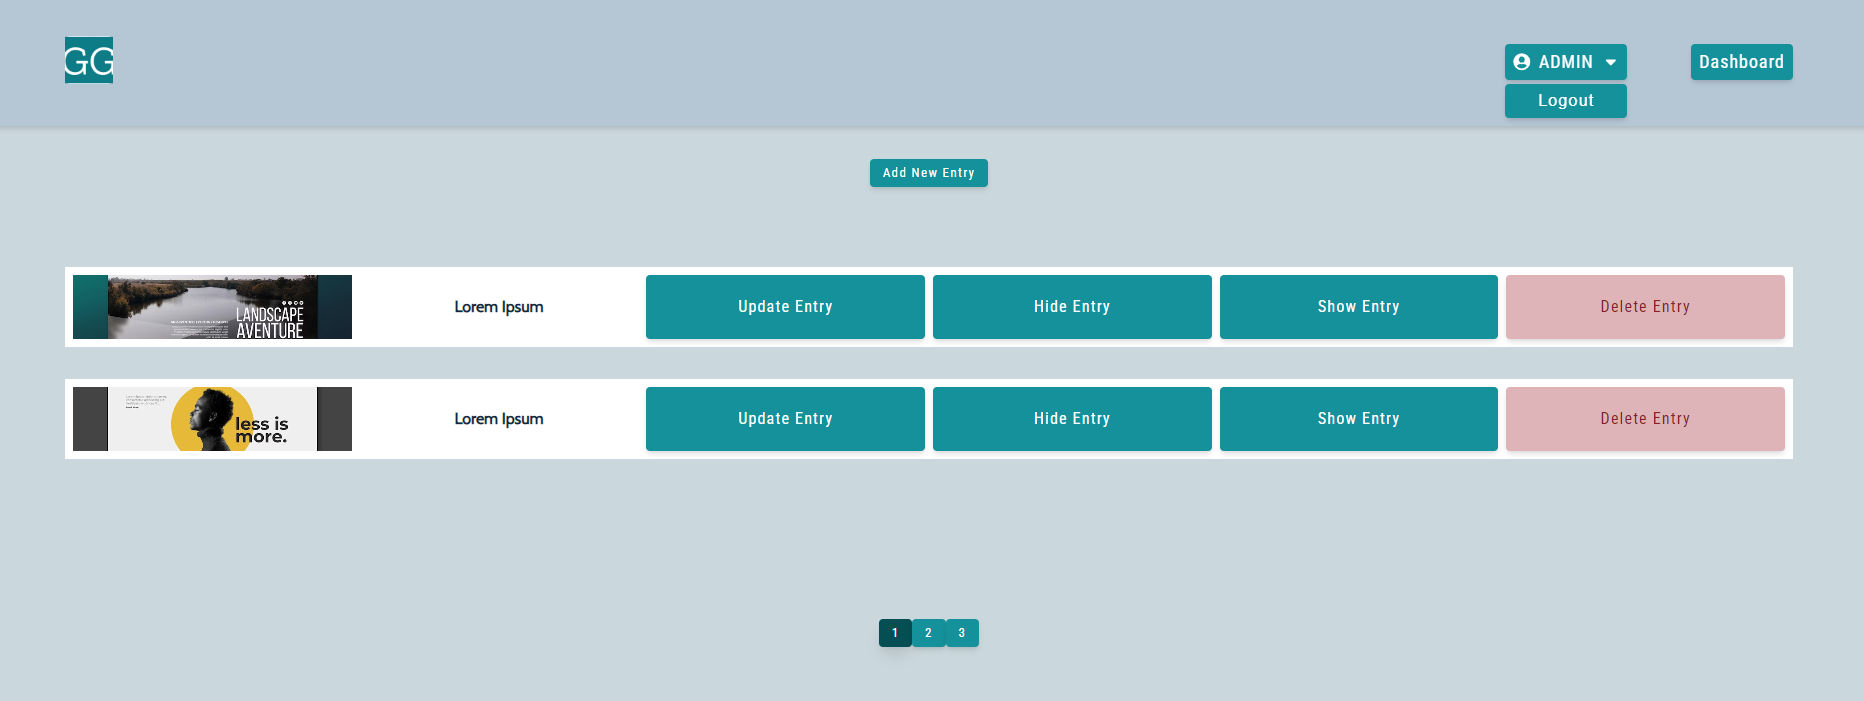 GG
ADMIN
Dashboard
Logout
Add New Entry
LANDSCAPE
AVENTURE
Lorem Ipsum
Update Entry
Hide Entry
Show Entry
Delete Entry
less is
more.
Lorem Ipsum
Update Entry
Hide Entry
Show Entry
Delete Entry
1 2 3